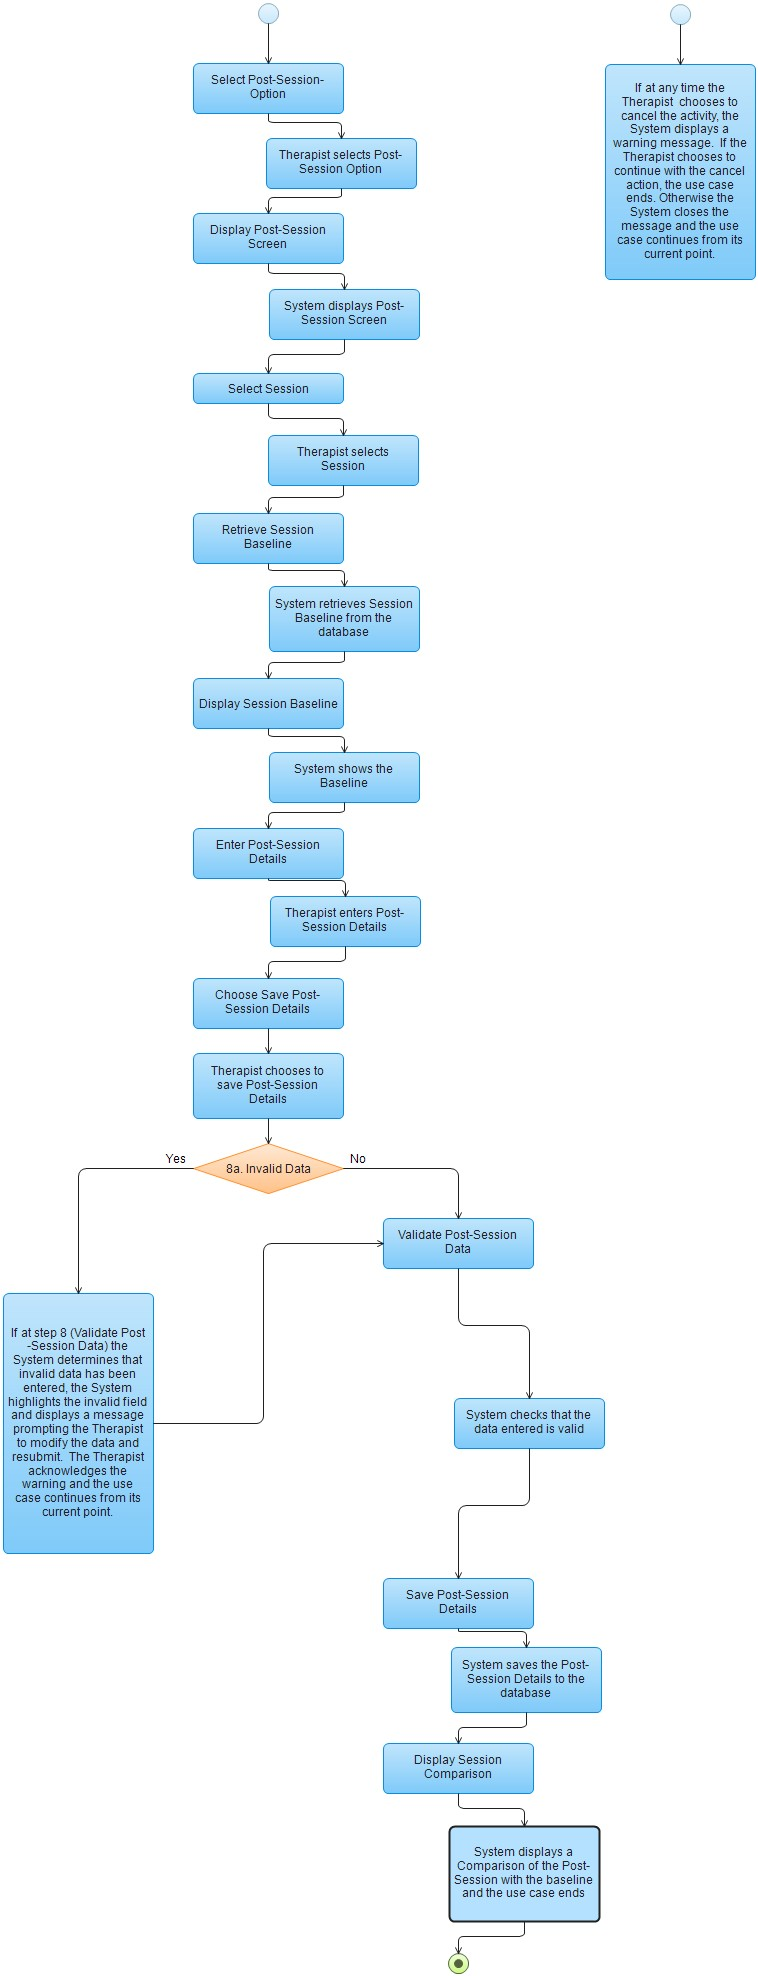 Select Post-Session-
Option
Therapist selects Post-
Session Option
Display Post-Session
Screen
System displays Post-
Session Screen
Select Session
Therapist selects
Session
Retrieve Session
Baseline
System retrieves Session
Baseline from the
database
Display Session Baseline
System shows the
Baseline
Enter Post-Session
Details
Therapist enters Post-
Session Details
Choose Save Post-
Session Details
Therapist chooses to
save Post-Session
Details
Yes
8a. Invalid Data
No
If at step 8 (Validate Post
-Session Data) the
System determines that
invalid data has been
entered, the System
highlights the invalid field
and displays a message
prompting the Therapist
to modify the data and
resubmit. The Therapist
acknowledges the
warning and the use
case continues from its
current point.
Validate Post-Session
Data
System checks that the
data entered is valid
Save Post-Session
Details
System saves the Post-
Session Details to the
database
Display Session
Comparison
System displays a
Comparison of the Post-
Session with the baseline
and the use case ends
If at any time the
Therapist chooses to
cancel the activity, the
System displays a
warning message. If the
Therapist chooses to
continue with the cancel
action, the use case
ends. Otherwise the
System closes the
message and the use
case continues from its
current point.